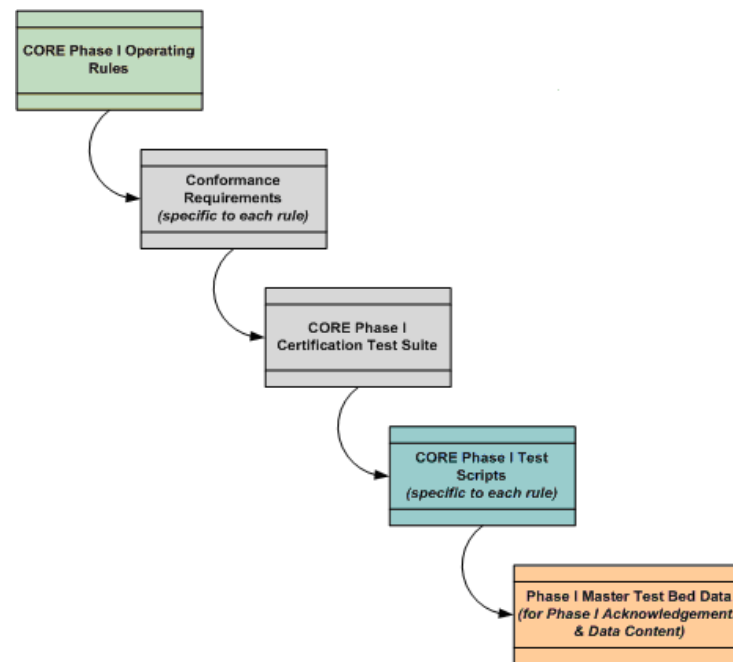 CORE Phase I Operating
Rules
Conformance
Requirements
(specific to each rule)
CORE Phase I
Certification Test Suite
CORE Phase I Test
Scripts
(specific to each rule)
Phase I Master Test Bed Data
(for Phase I Acknowledgement
& Data Content)